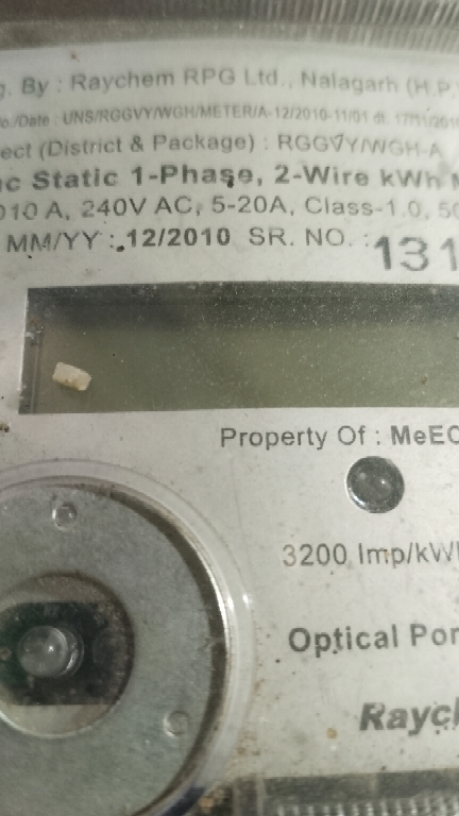 g. By : Raychem RPG Ltd., Nalagarh (H.P.
o./Date : UNS/RGGVY/WGH/METER/A-12/2010-11/01 dt. 17/11/2010
ect (District & Package) : RGGVY/WGH-A
c Static 1-Phase, 2-Wire kWh M
010 A, 240V AC, 5-20A, Class-1.0, 50
MM/YY : 12/2010 SR. NO. : 131
Property Of : MeEC
3200 Imp/kWh
Optical Por
Raych